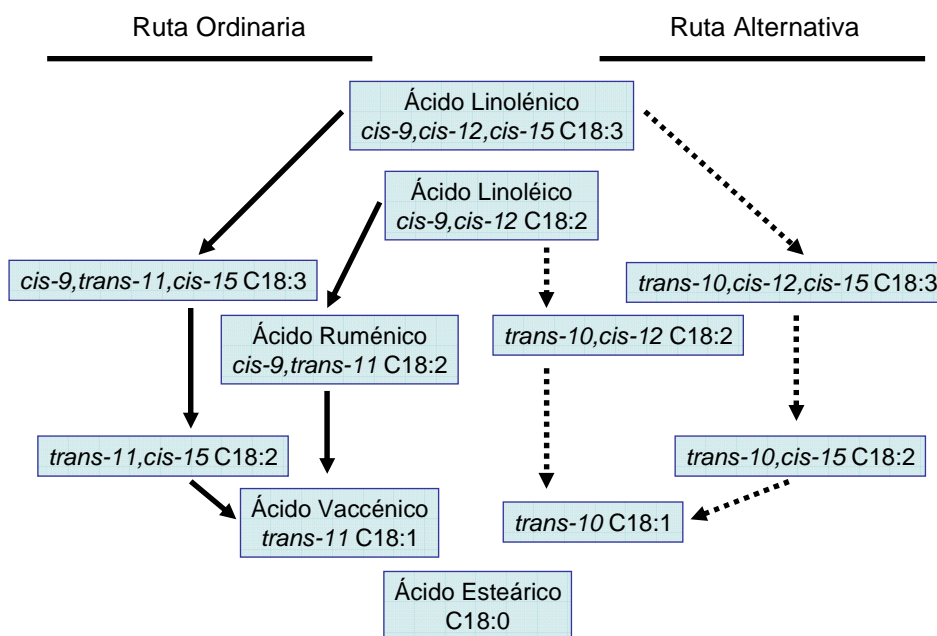 Ruta Ordinaria
Ruta Alternativa
Ácido Linolénico
cis-9,cis-12,cis-15 C18:3
Ácido Linoléico
cis-9,cis-12 C18:2
cis-9,trans-11,cis-15 C18:3
trans-10,cis-12,cis-15 C18:3
Ácido Ruménico
cis-9,trans-11 C18:2
trans-10,cis-12 C18:2
trans-11,cis-15 C18:2
trans-10,cis-15 C18:2
Ácido Vaccénico
trans-11 C18:1
trans-10 C18:1
Ácido Esteárico
C18:0